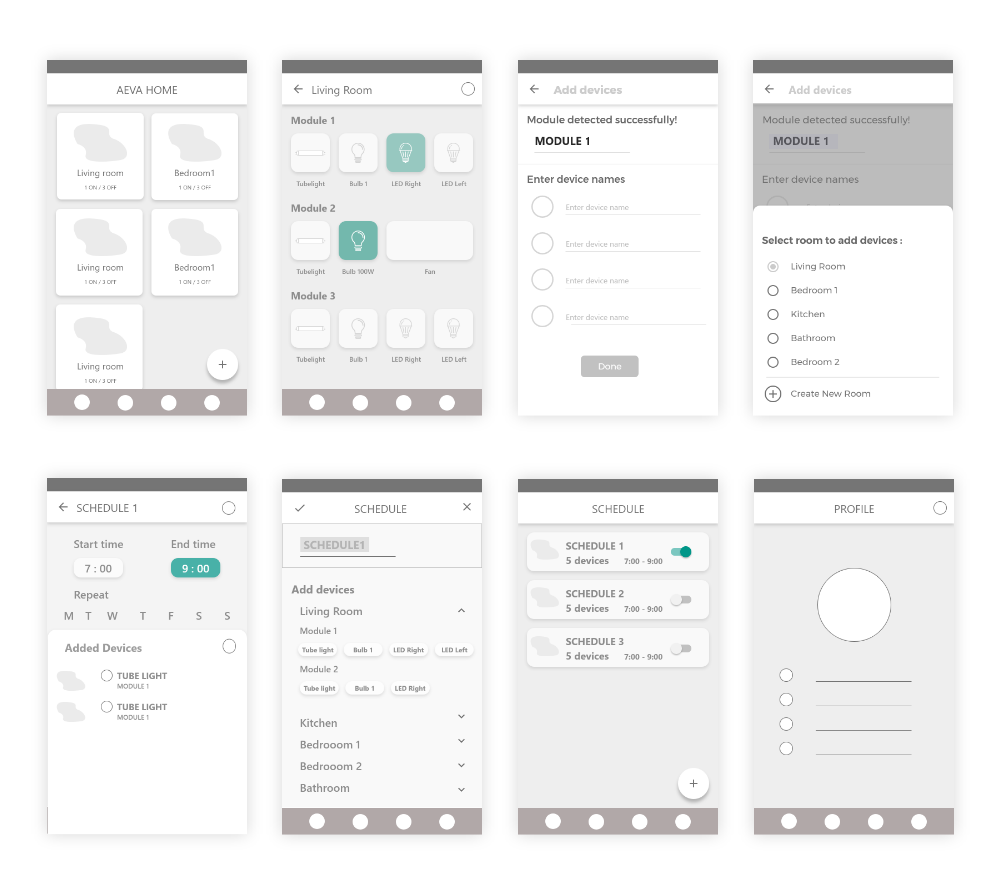 AEVA HOME
Living room
1 ON / 3 OFF
Bedroom1
1 ON / 3 OFF
Living room
1 ON / 3 OFF
Bedroom1
1 ON / 3 OFF
Living room
1 ON / 3 OFF
+
Living Room
Module 1
Tubelight Bulb 1 LED Right LED Left
Module 2
Tubelight Bulb 100W Fan
Module 3
Tubelight Bulb 1 LED Right LED Left
Add devices
Module detected successfully!
MODULE 1
Enter device names
Enter device name
Enter device name
Enter device name
Enter device name
Done
Add devices
Module detected successfully!
MODULE 1
Enter device names
Select room to add devices :
Living Room
Bedroom 1
Kitchen
Bathroom
Bedroom 2
Create New Room
SCHEDULE 1
Start time End time
7 : 00 9 : 00
Repeat
M T W T F S S
Added Devices
TUBE LIGHT
MODULE 1
TUBE LIGHT
MODULE 1
SCHEDULE
SCHEDULE1
Add devices
Living Room
Module 1
Tube light Bulb 1 LED Right LED Left
Module 2
Tube light Bulb 1 LED Right
Kitchen
Bedrooom 1
Bedrooom 2
Bathroom
SCHEDULE
SCHEDULE 1
5 devices 7:00 - 9:00
SCHEDULE 2
5 devices 7:00 - 9:00
SCHEDULE 3
5 devices 7:00 - 9:00
+
PROFILE